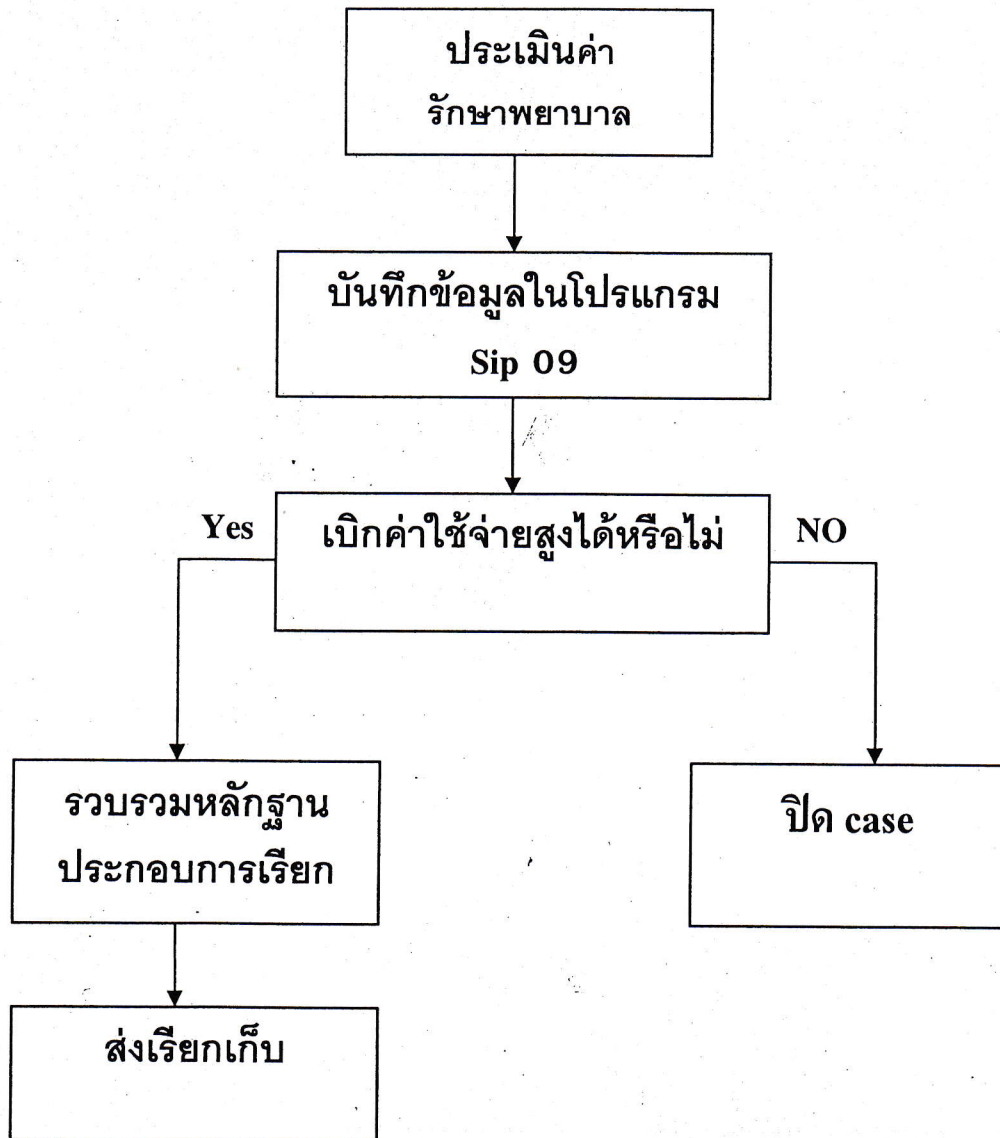 ประเมินค่า
รักษาพยาบาล
บันทึกข้อมูลในโปรแกรม
Sip 09
Yes
เบิกค่าใช้จ่ายสูงได้หรือไม่
NO
รวบรวมหลักฐาน
ประกอบการเรียก
ปิด case
ส่งเรียกเก็บ